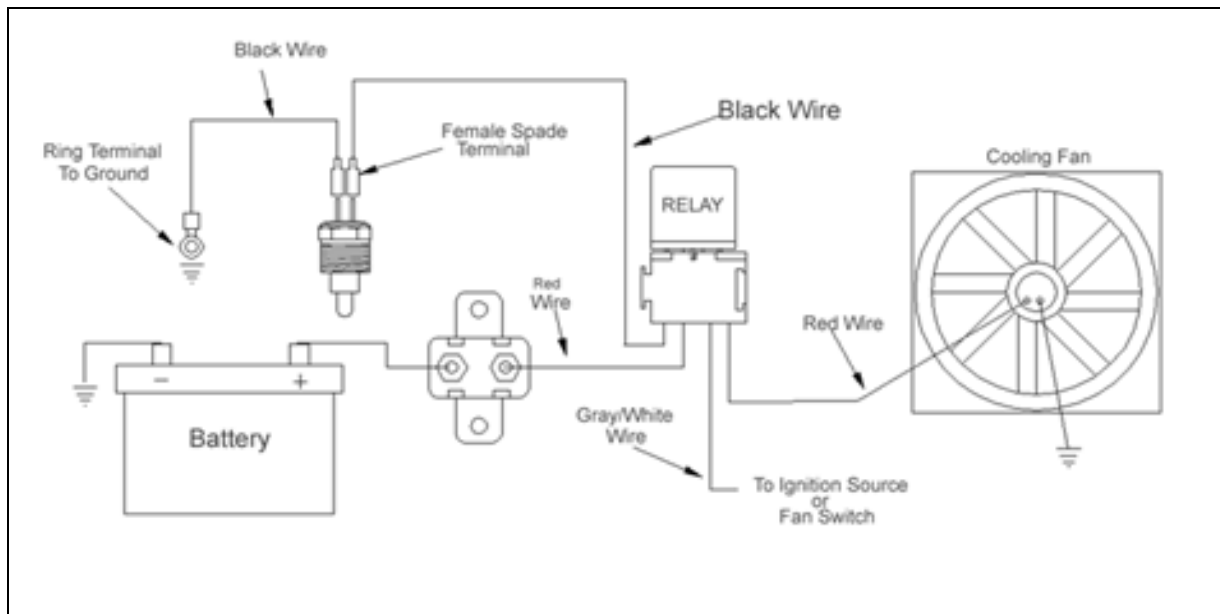 Black Wire
Black Wire
Female Spade
Terminal
Ring Terminal
To Ground
Cooling Fan
RELAY
Red
Wire
Red Wire
Gray/White
Wire
Battery
−
+
To Ignition Source
or
Fan Switch